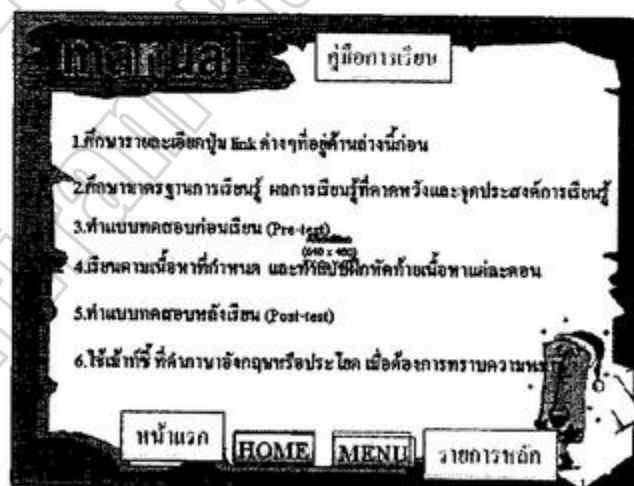 manual
คู่มือการเรียน
1.ศึกษารายละเอียดปุ่ม link ต่างๆที่อยู่ด้านล่างนี้ก่อน
2.ศึกษามาตรฐานการเรียนรู้ ผลการเรียนรู้ที่คาดหวังและจุดประสงค์การเรียนรู้
3.ทำแบบทดสอบก่อนเรียน (Pre-test)
(640 x 480)
4.เรียนตามเนื้อหาที่กำหนด และทำแบบฝึกหัดท้ายเนื้อหาแต่ละตอน
5.ทำแบบทดสอบหลังเรียน (Post-test)
6.ใช้เม้าท์ชี้ ที่คำภาษาอังกฤษหรือประโยค เมื่อต้องการทราบความหมาย
หน้าแรก HOME MENU รายการหลัก